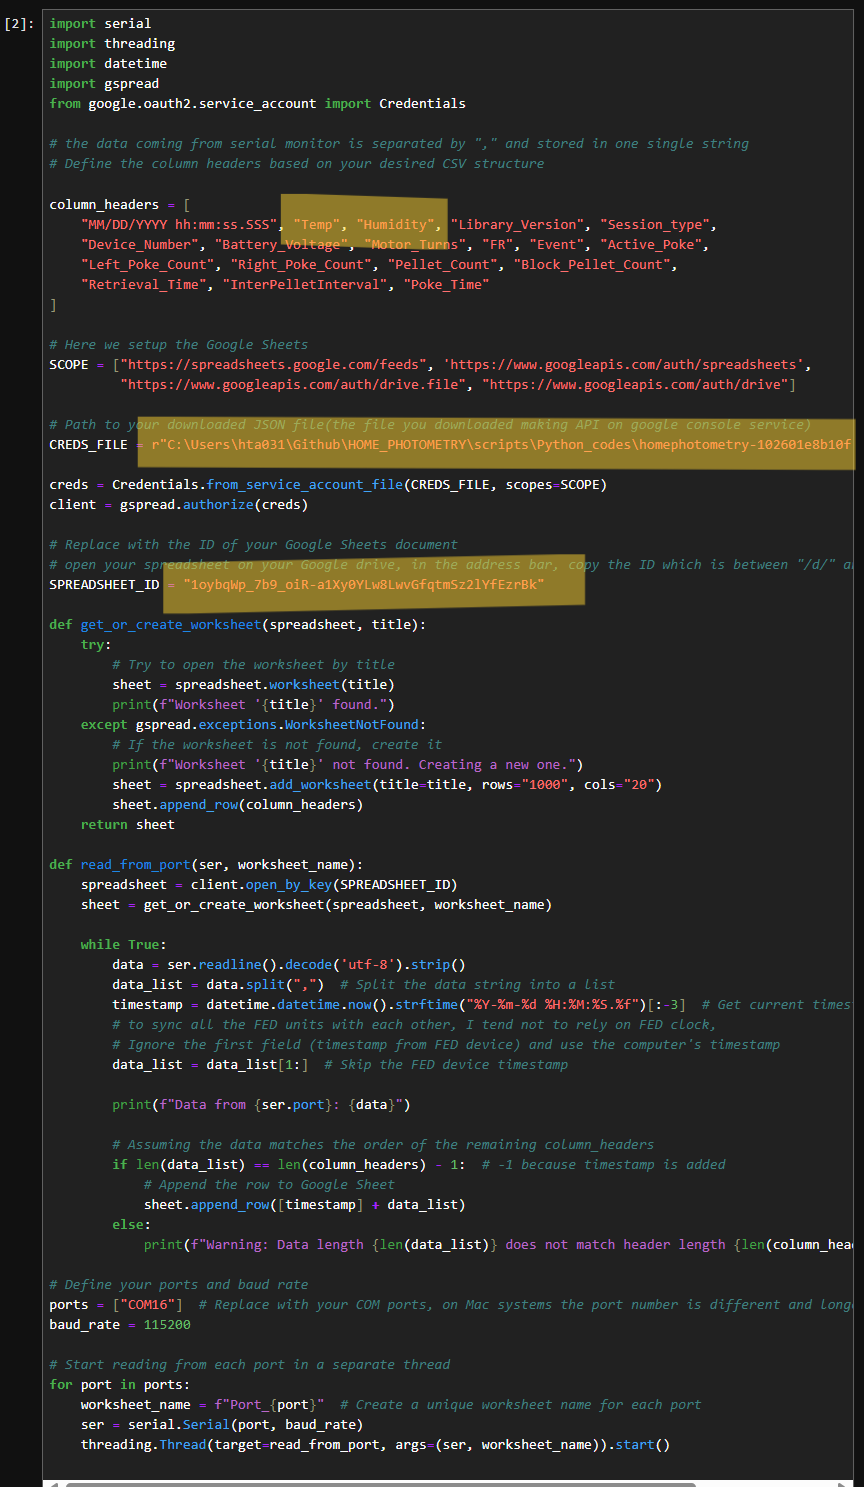 [2]:
import serial
import threading
import datetime
import gspread
from google.oauth2.service_account import Credentials
# the data coming from serial monitor is separated by "," and stored in one single string
# Define the column headers based on your desired CSV structure
column_headers = [
"MM/DD/YYYY hh:mm:ss.SSS", "Temp", "Humidity", "Library_Version", "Session_type",
"Device_Number", "Battery_Voltage", "Motor_Turns", "FR", "Event", "Active_Poke",
"Left_Poke_Count", "Right_Poke_Count", "Pellet_Count", "Block_Pellet_Count",
"Retrieval_Time", "InterPelletInterval", "Poke_Time"
]
# Here we setup the Google Sheets
SCOPE = ["https://spreadsheets.google.com/feeds", 'https://www.googleapis.com/auth/spreadsheets',
"https://www.googleapis.com/auth/drive.file", "https://www.googleapis.com/auth/drive"]
# Path to your downloaded JSON file(the file you downloaded making API on google console service)
CREDS_FILE = r"C:\Users\hta031\Github\HOME_PHOTOMETRY\scripts\Python_codes\homephotometry-102601e8b10f
creds = Credentials.from_service_account_file(CREDS_FILE, scopes=SCOPE)
client = gspread.authorize(creds)
# Replace with the ID of your Google Sheets document
# open your spreadsheet on your Google drive, in the address bar, copy the ID which is between "/d/" a
SPREADSHEET_ID = "1oybqWp_7b9_oiR-a1Xy0YLw8LwvGfqtmSz2lYfEzrBk"
def get_or_create_worksheet(spreadsheet, title):
try:
# Try to open the worksheet by title
sheet = spreadsheet.worksheet(title)
print(f"Worksheet '{title}' found.")
except gspread.exceptions.WorksheetNotFound:
# If the worksheet is not found, create it
print(f"Worksheet '{title}' not found. Creating a new one.")
sheet = spreadsheet.add_worksheet(title=title, rows="1000", cols="20")
sheet.append_row(column_headers)
return sheet
def read_from_port(ser, worksheet_name):
spreadsheet = client.open_by_key(SPREADSHEET_ID)
sheet = get_or_create_worksheet(spreadsheet, worksheet_name)
while True:
data = ser.readline().decode('utf-8').strip()
data_list = data.split(",")  # Split the data string into a list
timestamp = datetime.datetime.now().strftime("%Y-%m-%d %H:%M:%S.%f")[:-3]  # Get current times
# to sync all the FED units with each other, I tend not to rely on FED clock,
# Ignore the first field (timestamp from FED device) and use the computer's timestamp
data_list = data_list[1:]  # Skip the FED device timestamp
print(f"Data from {ser.port}: {data}")
# Assuming the data matches the order of the remaining column_headers
if len(data_list) == len(column_headers) - 1:  # -1 because timestamp is added
# Append the row to Google Sheet
sheet.append_row([timestamp] + data_list)
else:
print(f"Warning: Data length {len(data_list)} does not match header length {len(column_hea
# Define your ports and baud rate
ports = ["COM16"]  # Replace with your COM ports, on Mac systems the port number is different and long
baud_rate = 115200
# Start reading from each port in a separate thread
for port in ports:
worksheet_name = f"Port_{port}"  # Create a unique worksheet name for each port
ser = serial.Serial(port, baud_rate)
threading.Thread(target=read_from_port, args=(ser, worksheet_name)).start()